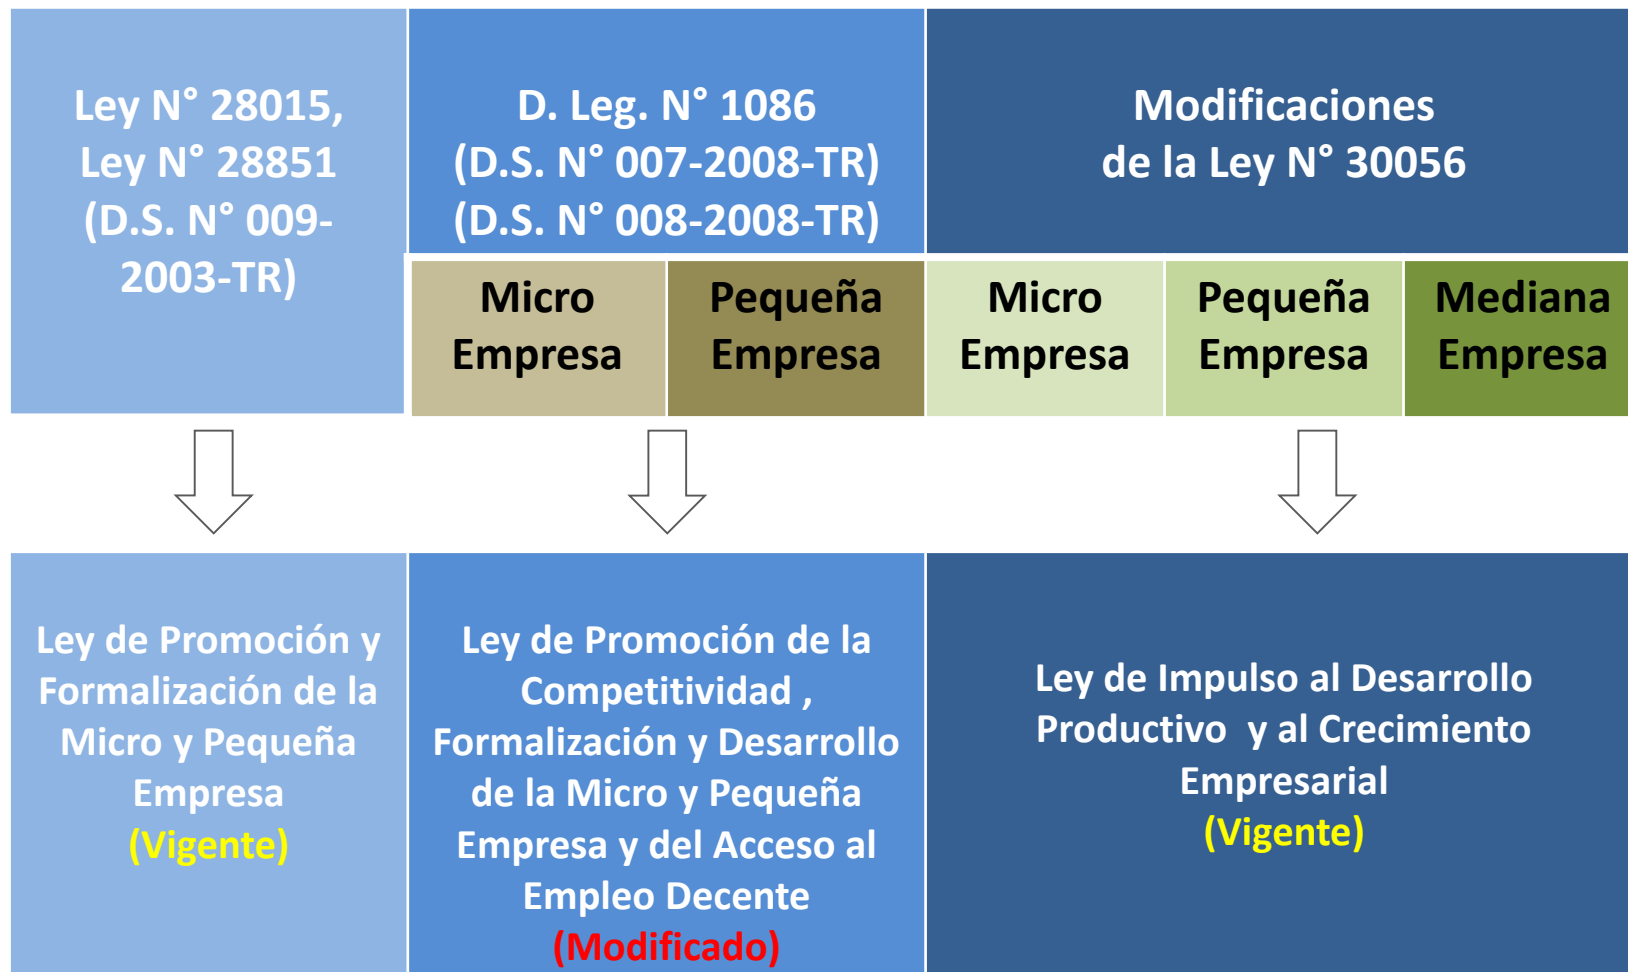 Ley N° 28015,
Ley N° 28851
(D.S. N° 009-
2003-TR)
D. Leg. N° 1086
(D.S. N° 007-2008-TR)
(D.S. N° 008-2008-TR)
Modificaciones
de la Ley N° 30056
Micro
Empresa
Pequeña
Empresa
Micro
Empresa
Pequeña
Empresa
Mediana
Empresa
Ley de Promoción y
Formalización de la
Micro y Pequeña
Empresa
(Vigente)
Ley de Promoción de la
Competitividad ,
Formalización y Desarrollo
de la Micro y Pequeña
Empresa y del Acceso al
Empleo Decente
(Modificado)
Ley de Impulso al Desarrollo
Productivo y al Crecimiento
Empresarial
(Vigente)